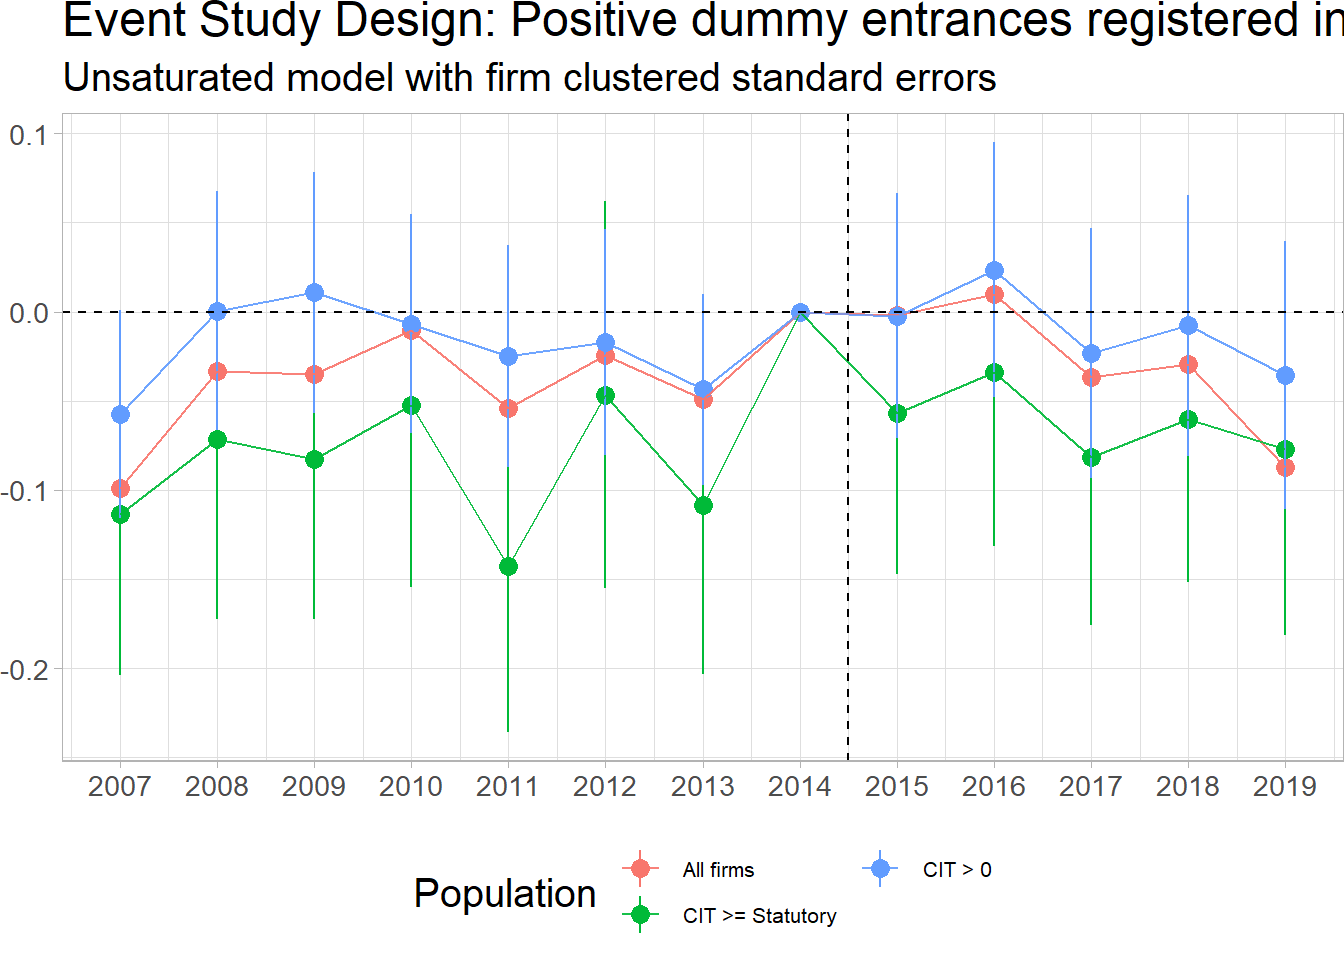 Event Study Design: Positive dummy entrances registered in
Unsaturated model with firm clustered standard errors
0.1
0.0
-0.1
-0.2
2007 2008 2009 2010 2011 2012 2013 2014 2015 2016 2017 2018 2019
Population
All firms
CIT >= Statutory
CIT > 0